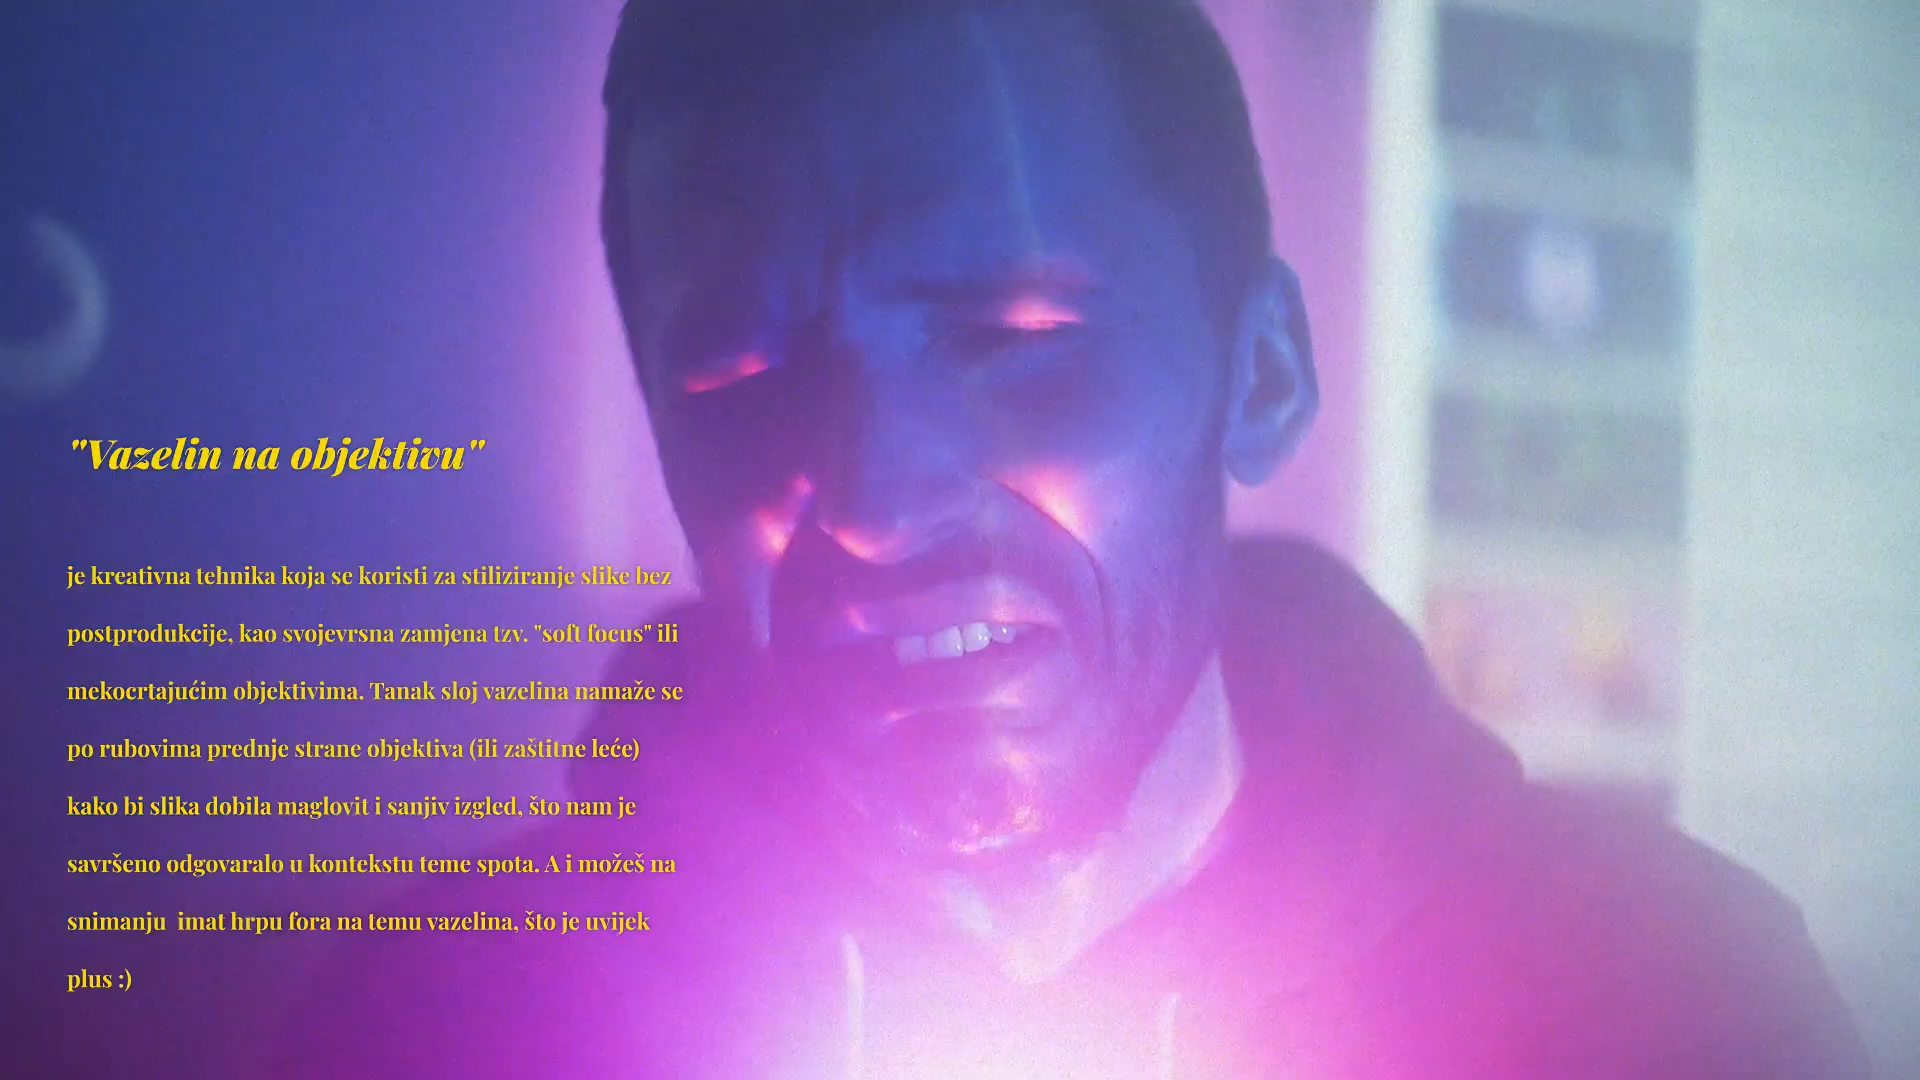 "Vazelin na objektivu"
je kreativna tehnika koja se koristi za stiliziranje slike bez
postprodukcije, kao svojevrsna zamjena tzv. "soft focus" ili
mekocrtajućim objektivima. Tanak sloj vazelina namaže se
po rubovima prednje strane objektiva (ili zaštitne leće)
kako bi slika dobila maglovit i sanjiv izgled, što nam je
savršeno odgovaralo u kontekstu teme spota. A i možeš na
snimanju  imat hrpu fora na temu vazelina, što je uvijek
plus :)